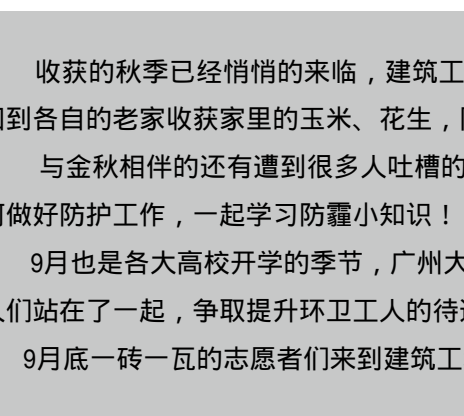 收获的秋季已经悄悄的来临，建筑工
回到各自的老家收获家里的玉米、花生，
与金秋相伴的还有遭到很多人吐槽的
何做好防护工作，一起学习防霾小知识！
9月也是各大高校开学的季节，广州大
人们站在了一起，争取提升环卫工人的待
9月底一砖一瓦的志愿者们来到建筑工